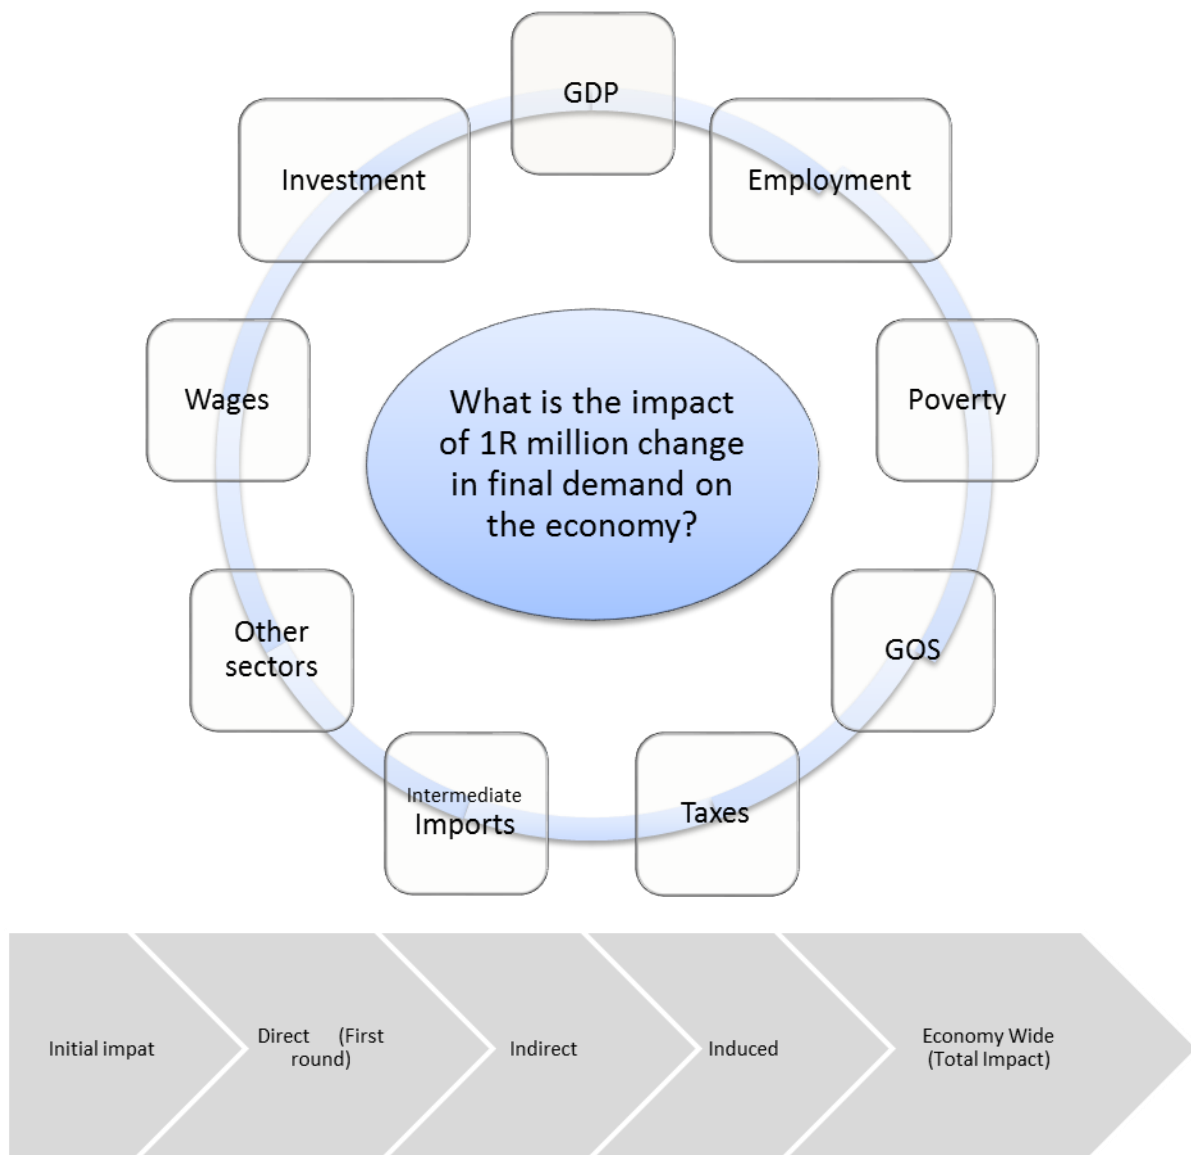 GDP
Investment
Employment
Wages
What is the impact
of 1R million change
in final demand on
the economy?
Poverty
Other
sectors
GOS
Intermediate
Imports
Taxes
Initial impat
Direct (First
round)
Indirect
Induced
Economy Wide
(Total Impact)